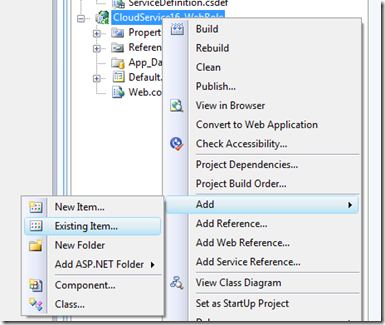 ServiceDefinition.csdef
CloudService16_WebRole
Propert
Reference
App_Da
Default.
Web.co
Build
Rebuild
Clean
Publish...
View in Browser
Convert to Web Application
Check Accessibility...
Project Dependencies...
Project Build Order...
Add
Add Reference...
Add Web Reference...
Add Service Reference...
View Class Diagram
Set as StartUp Project
New Item...
Existing Item...
New Folder
Add ASP.NET Folder
Component...
Class...